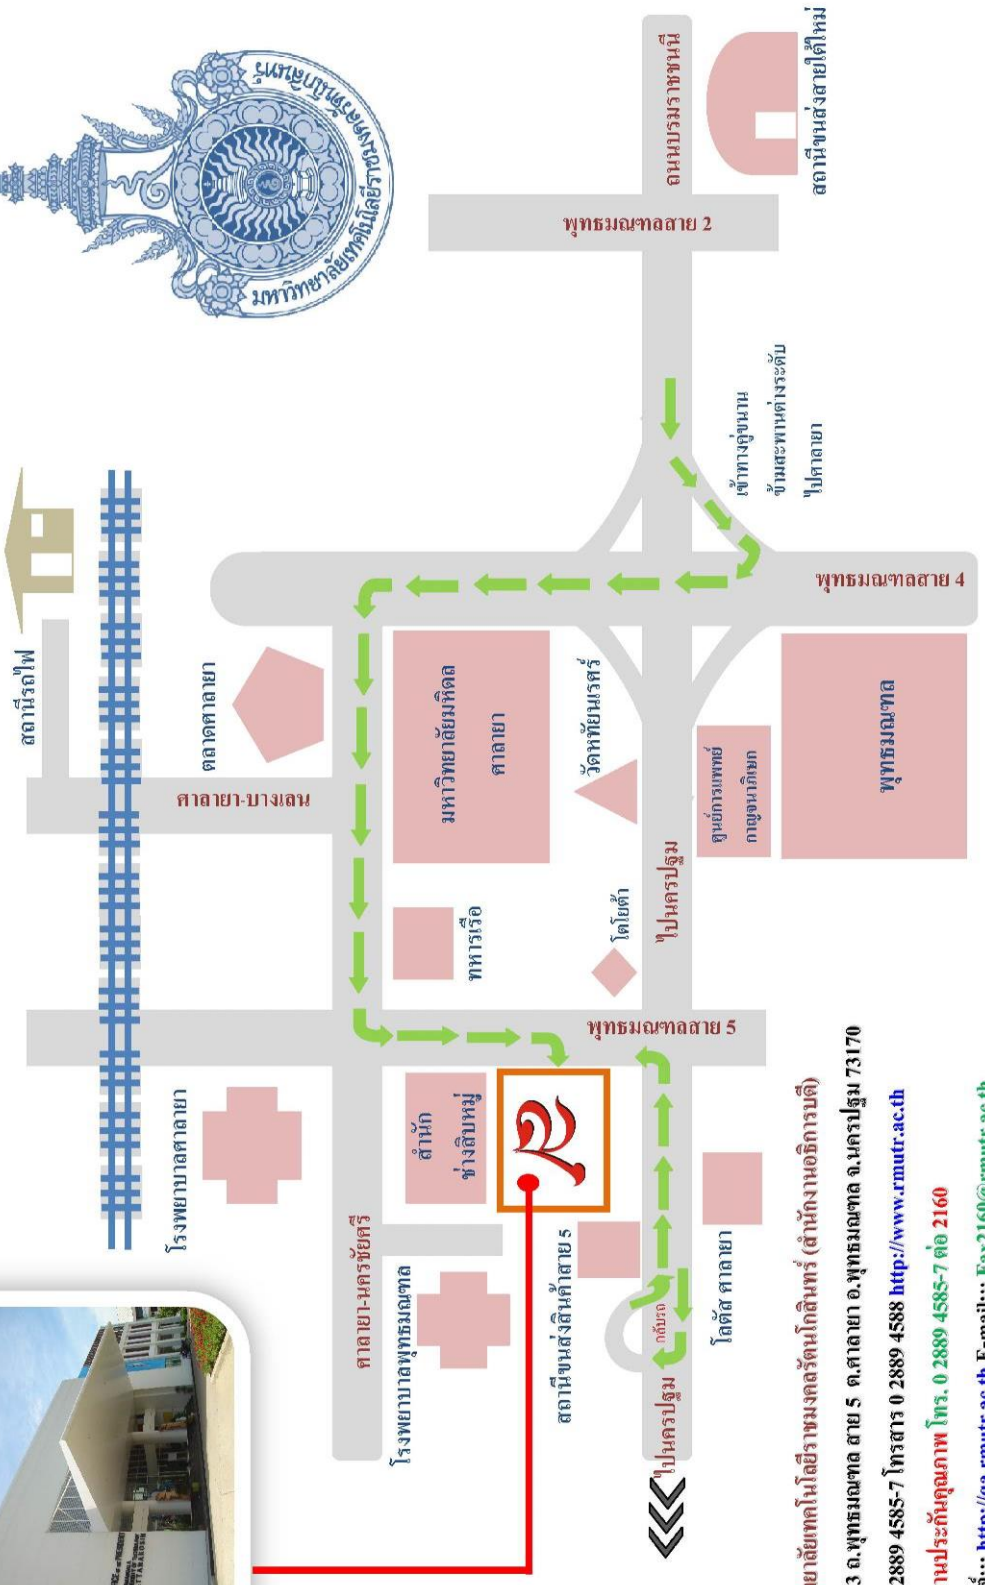 มหาวิทยาลัยเทคโนโลยีราชมงคลรัตนโกสินทร์
สถานีรถไฟ
ตลาดศาลายา
ศาลายา-บางเลน
โรงพยาบาลศาลายา
ศาลายา-นครชัยศรี
โรงพยาบาลพุทธมณฑล
สำนัก
ช่างสิบหมู่
ทหารเรือ
มหาวิทยาลัยมหิดล
ศาลายา
วัดหทัยนเรศร์
โตโยต้า
พุทธมณฑลสาย 5
พุทธมณฑลสาย 2
ถนนบรมราชชนนี
สถานีขนส่งสายใต้ใหม่
เข้าทางคู่ขนาน
ข้ามสะพานต่างระดับ
ไปศาลายา
พุทธมณฑลสาย 4
พุทธมณฑล
ศูนย์การแพทย์
กาญจนาภิเษก
ไปนครปฐม
สถานีขนส่งสินค้าสาย 5
กลับรถ
โลตัส ศาลายา
ไปนครปฐม
ยาลัยเทคโนโลยีราชมงคลรัตนโกสินทร์ (สำนักงานอธิการบดี)
3 ถ.พุทธมณฑล สาย 5 ต.ศาลายา อ.พุทธมณฑล จ.นครปฐม 73170
2889 4585-7 โทรสาร 0 2889 4588 http://www.rmutr.ac.th
านประกันคุณภาพ โทร. 0 2889 4585-7 ต่อ 2160
http://qa.rmutr.ac.th E-mail::: Fax2160@rmutr.ac.th